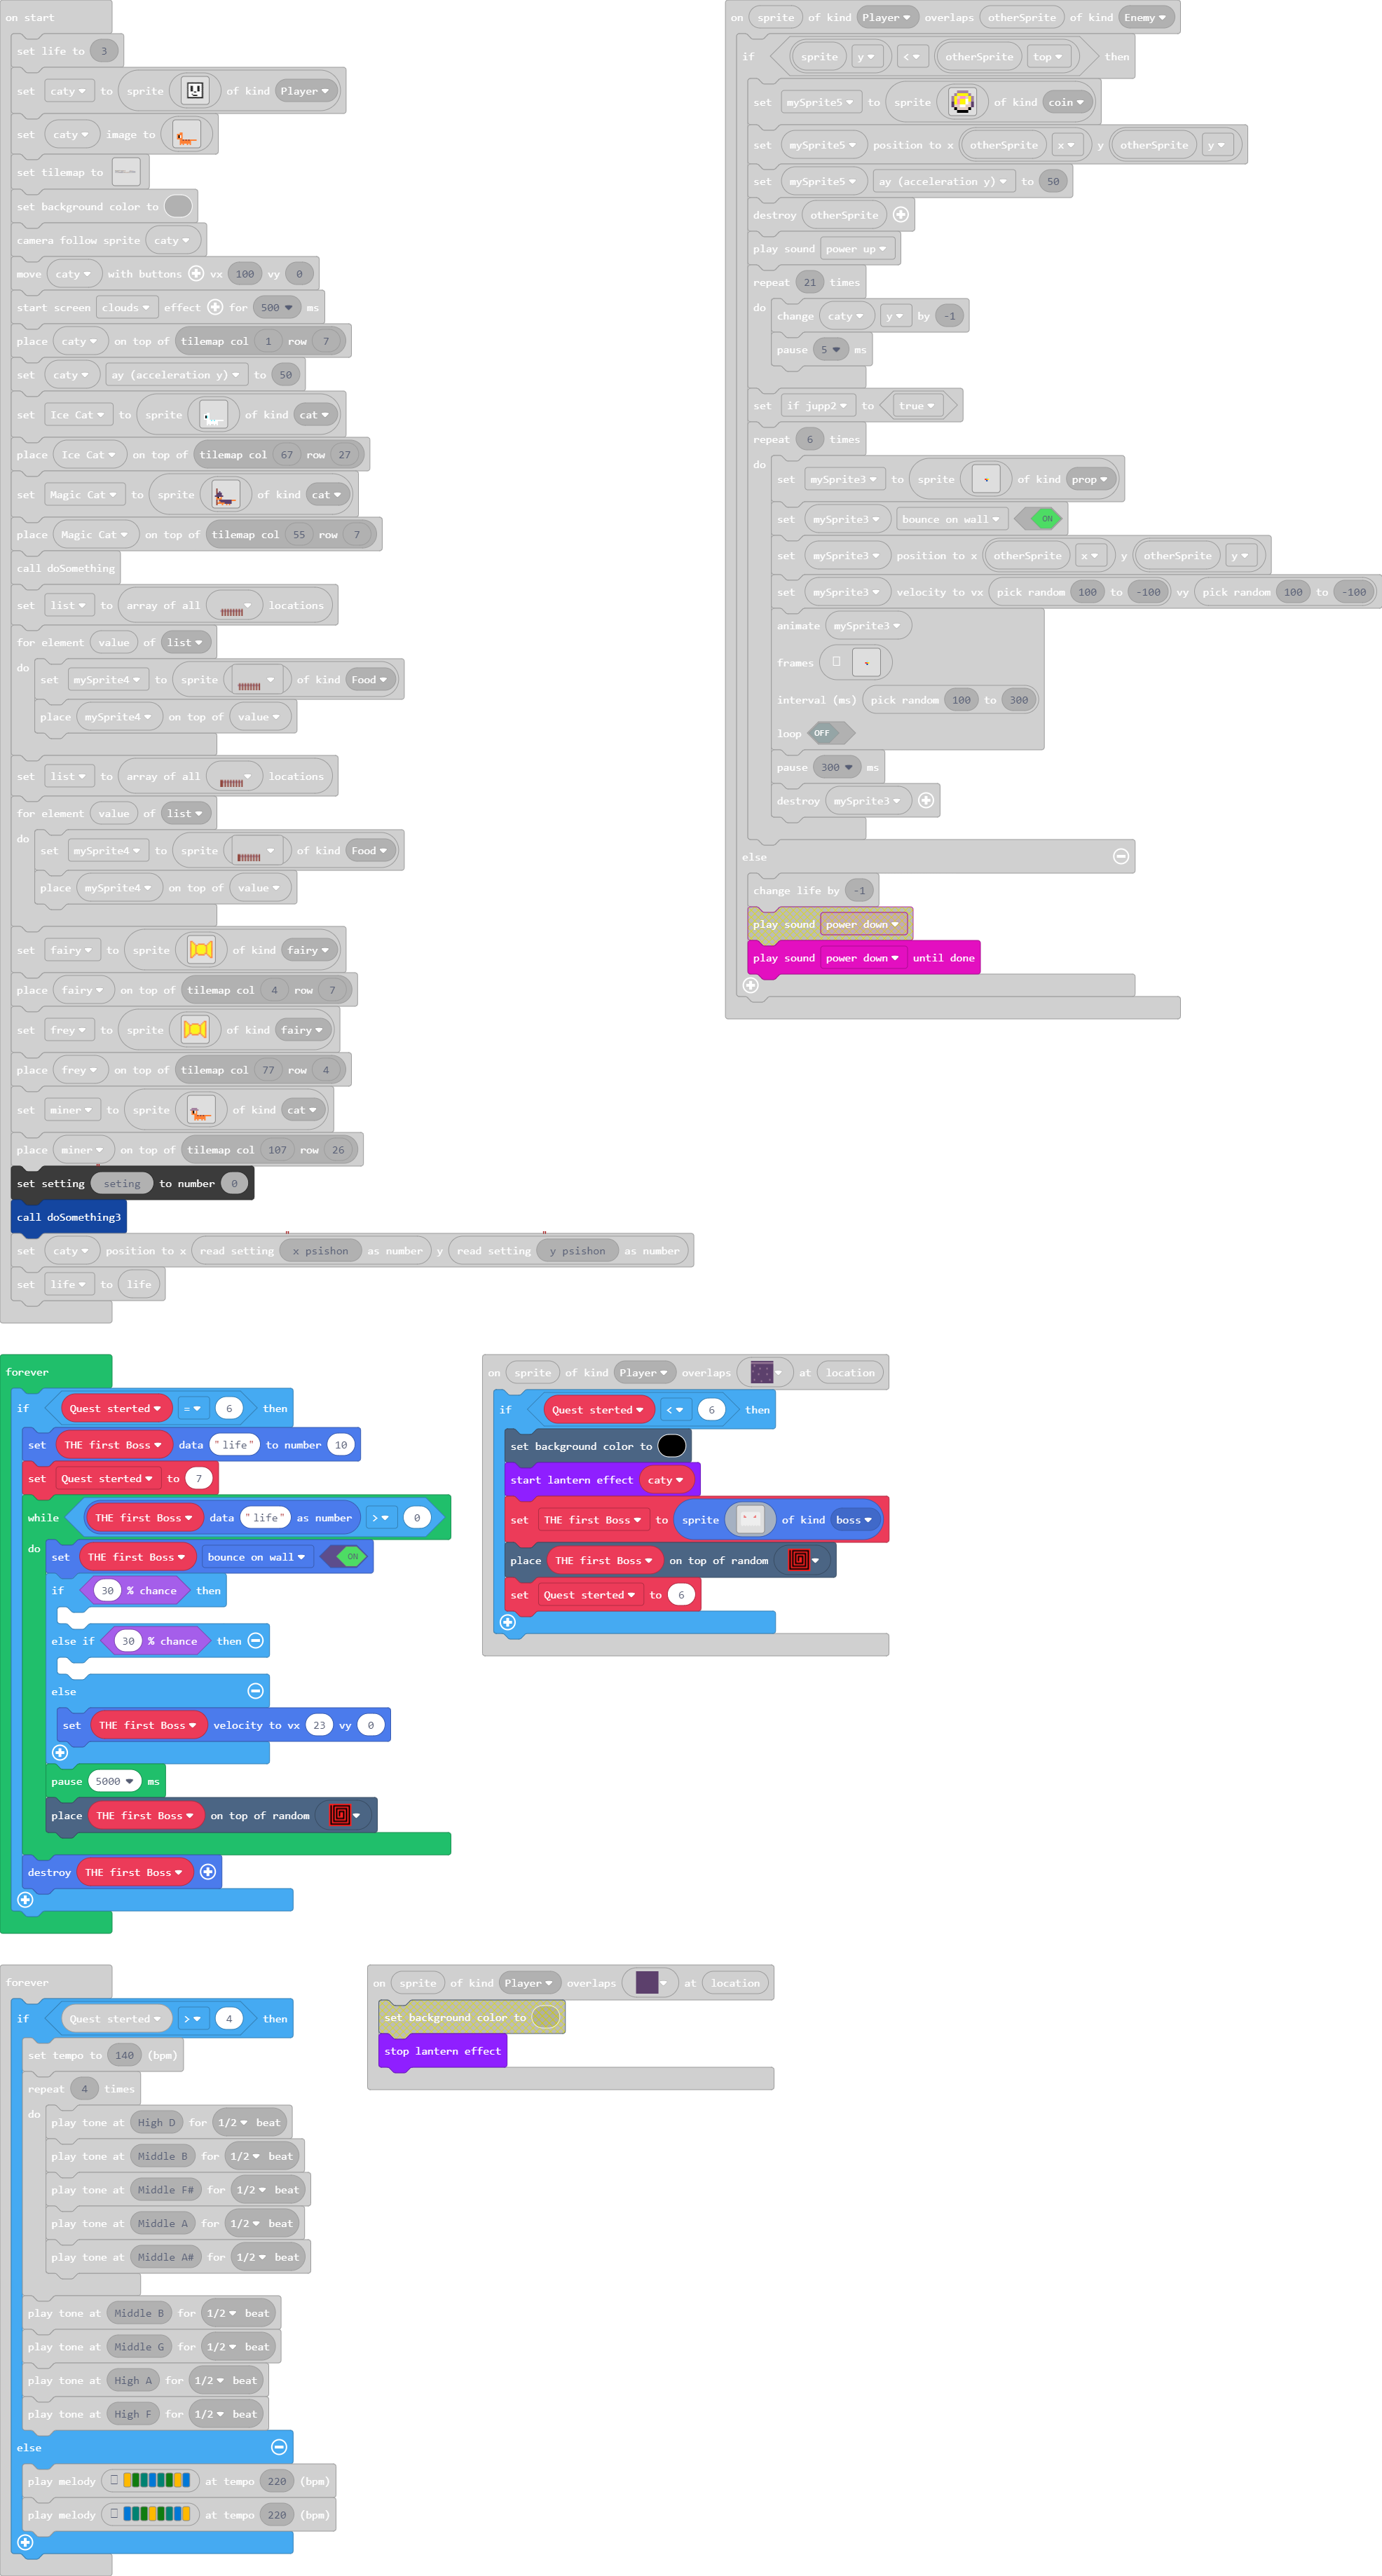 on start
set life to 3
set caty to sprite of kind Player
set caty image to
set tilemap to
set background color to
camera follow sprite caty
move caty with buttons vx 100 vy 0
start screen clouds effect for 500 ms
place caty on top of tilemap col 1 row 7
set caty ay (acceleration y) to 50
set Ice Cat to sprite of kind cat
place Ice Cat on top of tilemap col 67 row 27
set Magic Cat to sprite of kind cat
place Magic Cat on top of tilemap col 55 row 7
call doSomething
set list to array of all locations
for element value of list
do
set mySprite4 to sprite of kind Food
place mySprite4 on top of value
set list to array of all locations
for element value of list
do
set mySprite4 to sprite of kind Food
place mySprite4 on top of value
set fairy to sprite of kind fairy
place fairy on top of tilemap col 4 row 7
set frey to sprite of kind fairy
place frey on top of tilemap col 77 row 4
set miner to sprite of kind cat
place miner on top of tilemap col 107 row 26
set setting "seting" to number 0
call doSomething3
set caty position to x read setting "x psishon" as number y read setting "y psishon" as number
set life to life
on sprite of kind Player overlaps otherSprite of kind Enemy
if sprite y < otherSprite top then
set mySprite5 to sprite of kind coin
set mySprite5 position to x otherSprite x y otherSprite y
set mySprite5 ay (acceleration y) to 50
destroy otherSprite
play sound power up
repeat 21 times
do
change caty y by -1
pause 5 ms
set if jupp2 to true
repeat 6 times
do
set mySprite3 to sprite of kind prop
set mySprite3 bounce on wall ON
set mySprite3 position to x otherSprite x y otherSprite y
set mySprite3 velocity to vx pick random 100 to -100 vy pick random 100 to -100
animate mySprite3
frames
interval (ms) pick random 100 to 300
loop OFF
pause 300 ms
destroy mySprite3
else
change life by -1
play sound power down
play sound power down until done
forever
if Quest sterted = 6 then
set THE first Boss data "life" to number 10
set Quest sterted to 7
while THE first Boss data "life" as number > 0
do
set THE first Boss bounce on wall ON
if 30 % chance then
else if 30 % chance then
else
set THE first Boss velocity to vx 23 vy 0
pause 5000 ms
place THE first Boss on top of random
destroy THE first Boss
on sprite of kind Player overlaps at location
if Quest sterted < 6 then
set background color to
start lantern effect caty
set THE first Boss to sprite of kind boss
place THE first Boss on top of random
set Quest sterted to 6
forever
if Quest sterted > 4 then
set tempo to 140 (bpm)
repeat 4 times
do
play tone at High D for 1/2 beat
play tone at Middle B for 1/2 beat
play tone at Middle F# for 1/2 beat
play tone at Middle A for 1/2 beat
play tone at Middle A# for 1/2 beat
play tone at Middle B for 1/2 beat
play tone at Middle G for 1/2 beat
play tone at High A for 1/2 beat
play tone at High F for 1/2 beat
else
play melody at tempo 220 (bpm)
play melody at tempo 220 (bpm)
on sprite of kind Player overlaps at location
set background color to
stop lantern effect